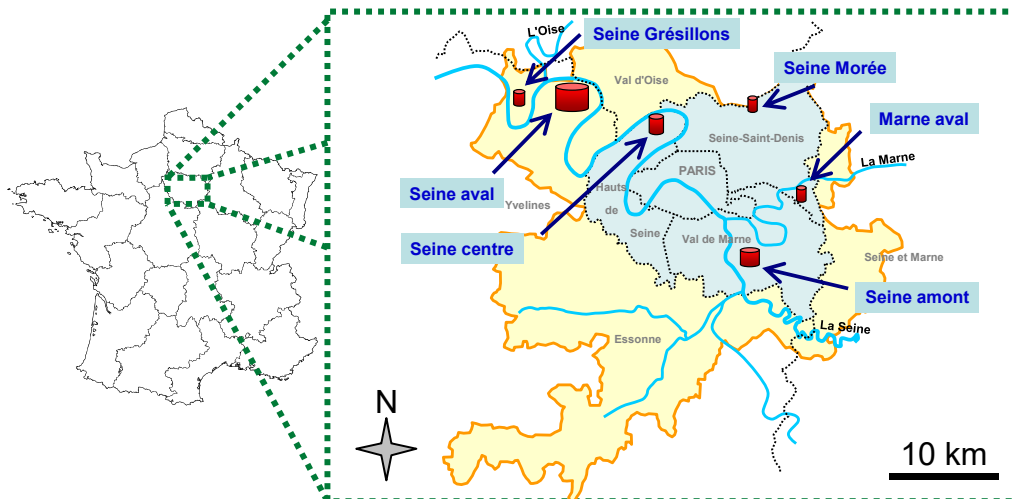 L'Oise
Seine Grésillons
Val d'Oise
Seine Morée
Marne aval
Seine-Saint-Denis
La Marne
PARIS
Seine aval
Hauts
de
Seine
Yvelines
Seine centre
Val de Marne
Seine et Marne
Seine amont
La Seine
Essonne
N
10 km